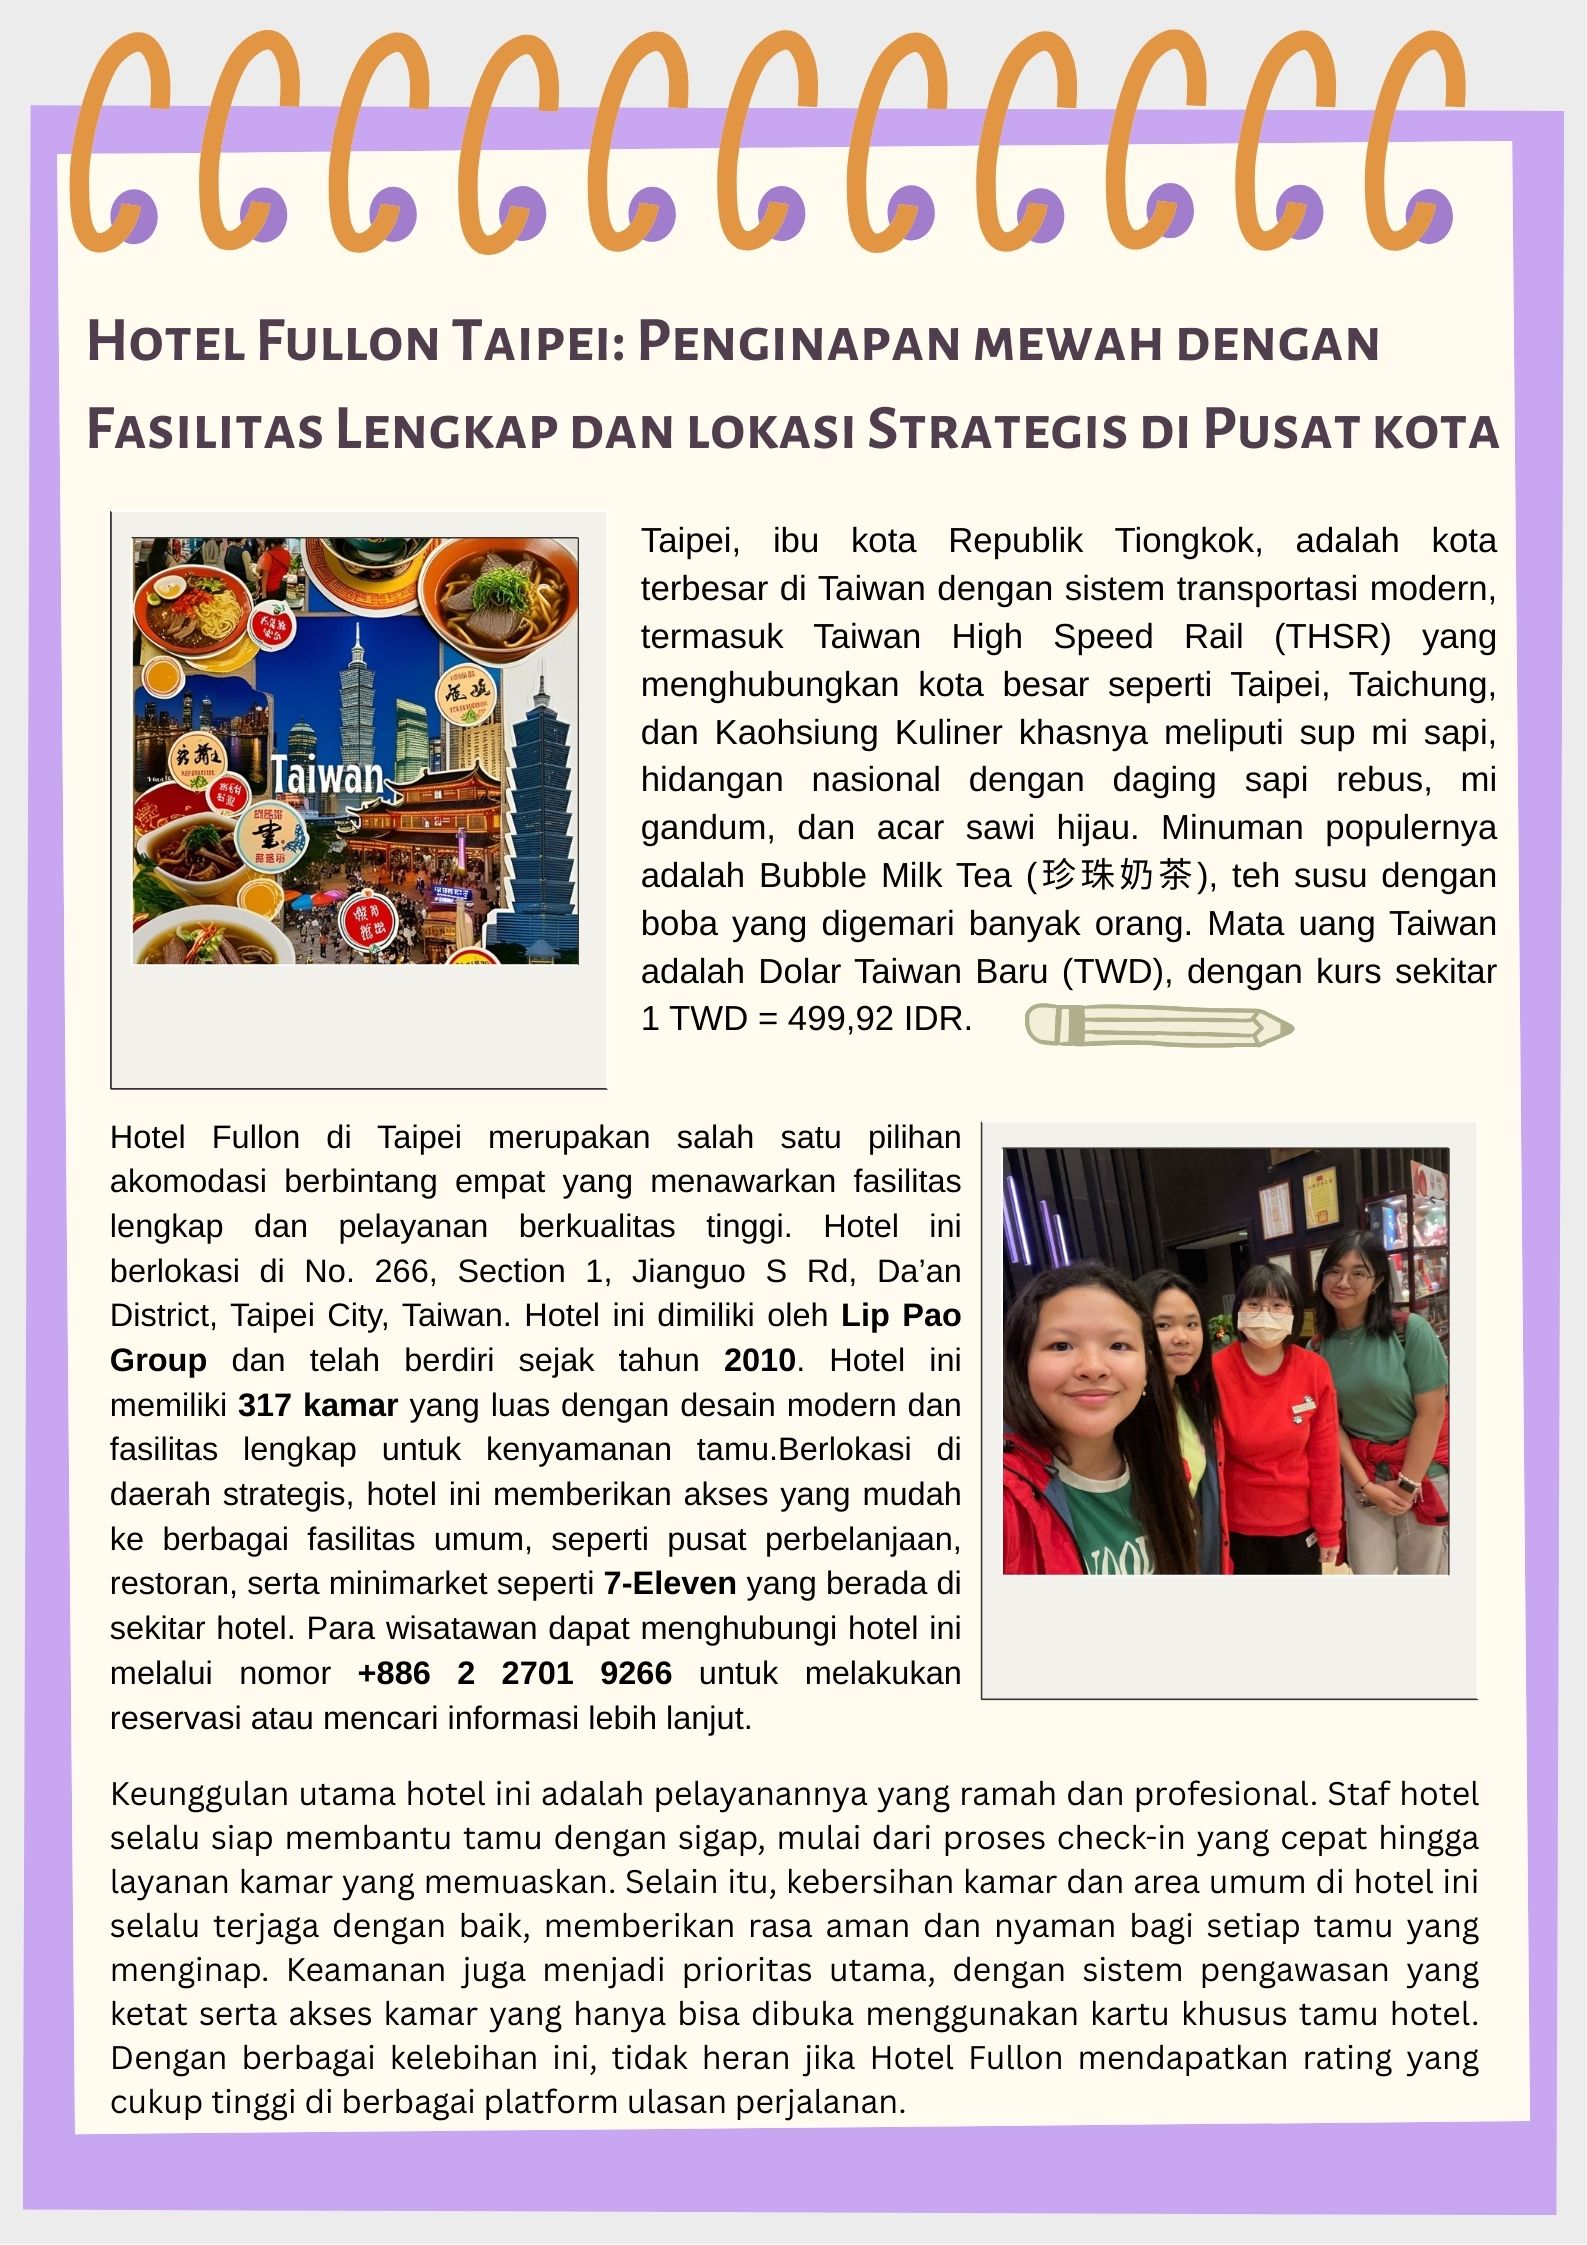 Hotel Fullon Taipei: Penginapan mewah dengan
Fasilitas Lengkap dan lokasi Strategis di Pusat kota
Taiwan
Taipei, ibu kota Republik Tiongkok, adalah kota
terbesar di Taiwan dengan sistem transportasi modern,
termasuk Taiwan High Speed Rail (THSR) yang
menghubungkan kota besar seperti Taipei, Taichung,
dan Kaohsiung Kuliner khasnya meliputi sup mi sapi,
hidangan nasional dengan daging sapi rebus, mi
gandum, dan acar sawi hijau. Minuman populernya
adalah Bubble Milk Tea (珍珠奶茶), teh susu dengan
boba yang digemari banyak orang. Mata uang Taiwan
adalah Dolar Taiwan Baru (TWD), dengan kurs sekitar
1 TWD = 499,92 IDR.
Hotel Fullon di Taipei merupakan salah satu pilihan
akomodasi berbintang empat yang menawarkan fasilitas
lengkap dan pelayanan berkualitas tinggi. Hotel ini
berlokasi di No. 266, Section 1, Jianguo S Rd, Da’an
District, Taipei City, Taiwan. Hotel ini dimiliki oleh Lip Pao
Group dan telah berdiri sejak tahun 2010. Hotel ini
memiliki 317 kamar yang luas dengan desain modern dan
fasilitas lengkap untuk kenyamanan tamu.Berlokasi di
daerah strategis, hotel ini memberikan akses yang mudah
ke berbagai fasilitas umum, seperti pusat perbelanjaan,
restoran, serta minimarket seperti 7-Eleven yang berada di
sekitar hotel. Para wisatawan dapat menghubungi hotel ini
melalui nomor +886 2 2701 9266 untuk melakukan
reservasi atau mencari informasi lebih lanjut.
Keunggulan utama hotel ini adalah pelayanannya yang ramah dan profesional. Staf hotel
selalu siap membantu tamu dengan sigap, mulai dari proses check-in yang cepat hingga
layanan kamar yang memuaskan. Selain itu, kebersihan kamar dan area umum di hotel ini
selalu terjaga dengan baik, memberikan rasa aman dan nyaman bagi setiap tamu yang
menginap. Keamanan juga menjadi prioritas utama, dengan sistem pengawasan yang
ketat serta akses kamar yang hanya bisa dibuka menggunakan kartu khusus tamu hotel.
Dengan berbagai kelebihan ini, tidak heran jika Hotel Fullon mendapatkan rating yang
cukup tinggi di berbagai platform ulasan perjalanan.